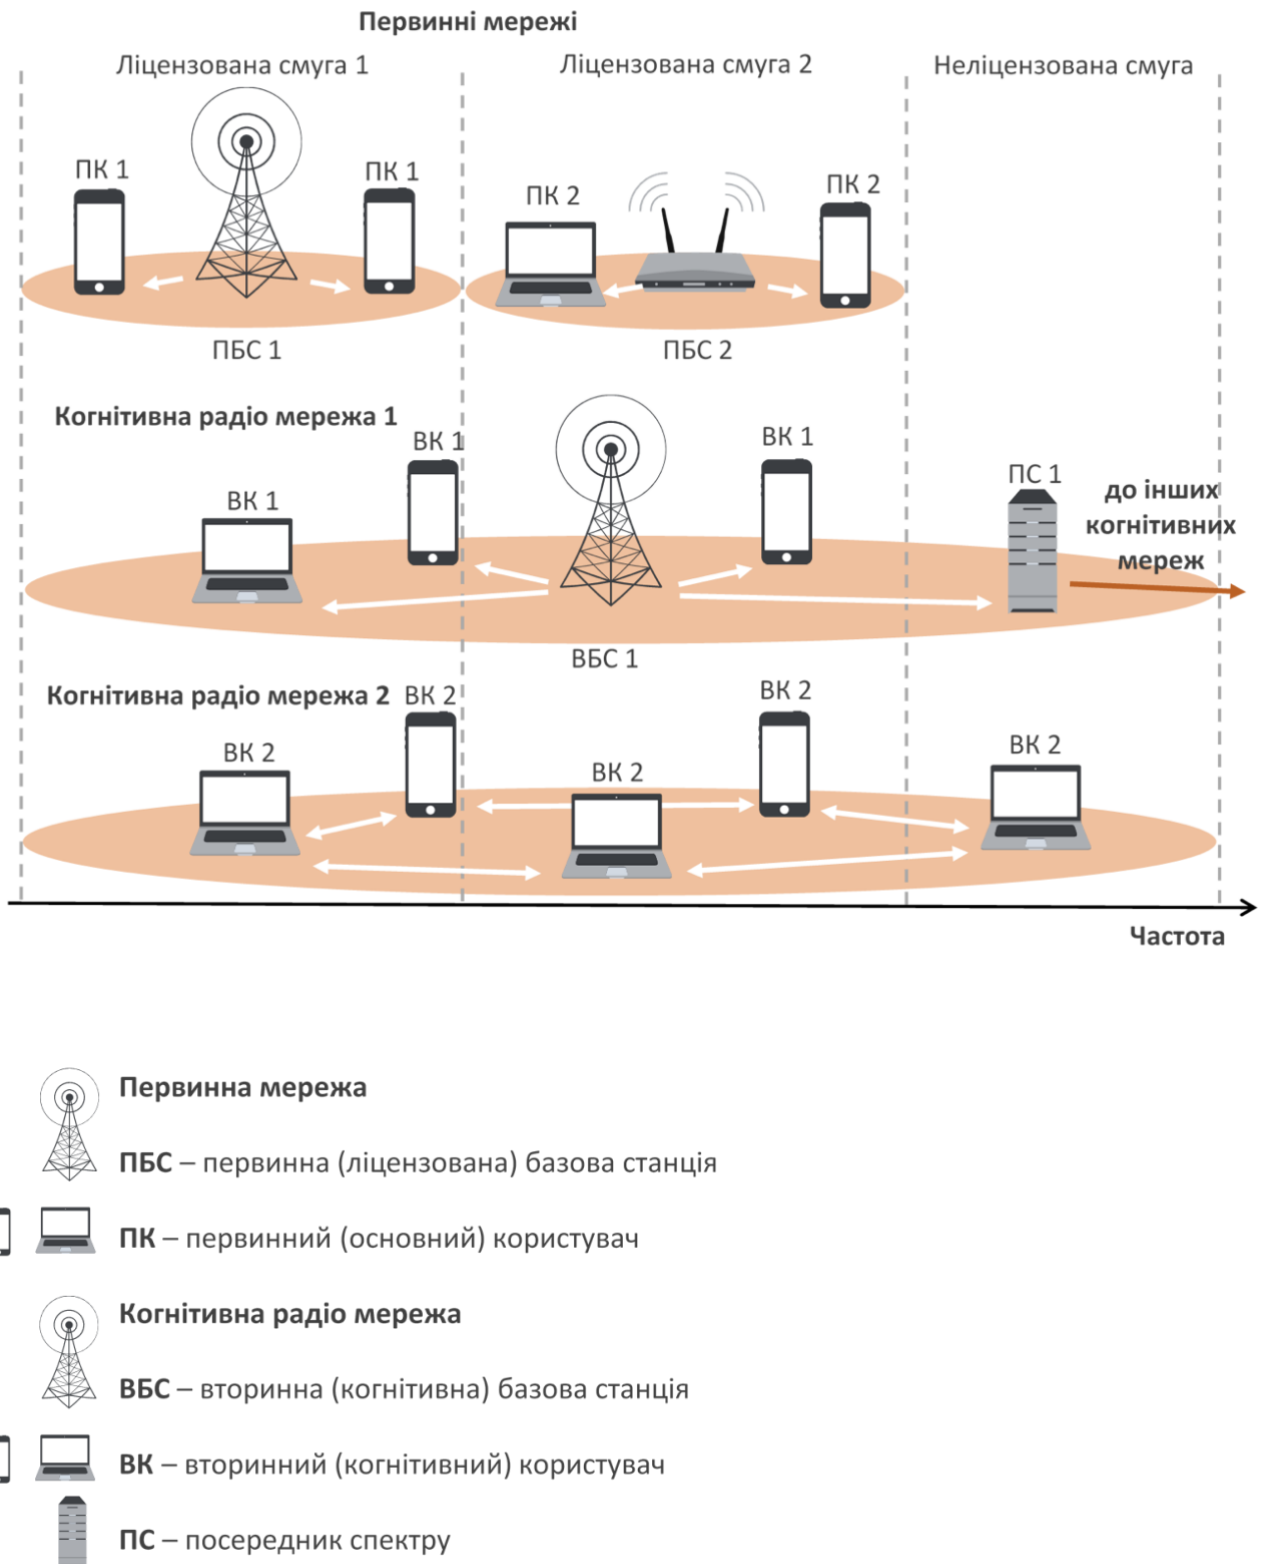 Первинні мережі
Ліцензована смуга 1
Ліцензована смуга 2
Неліцензована смуга
ПК 1
ПК 1
ПК 2
ПК 2
ПБС 1
ПБС 2
Когнітивна радіо мережа 1
ВК 1
ВК 1
ВК 1
ПС 1
до інших
когнітивних
мереж
ВБС 1
Когнітивна радіо мережа 2
ВК 2
ВК 2
ВК 2
ВК 2
ВК 2
Частота
Первинна мережа
ПБС – первинна (ліцензована) базова станція
ПК – первинний (основний) користувач
Когнітивна радіо мережа
ВБС – вторинна (когнітивна) базова станція
ВК – вторинний (когнітивний) користувач
ПС – посередник спектру